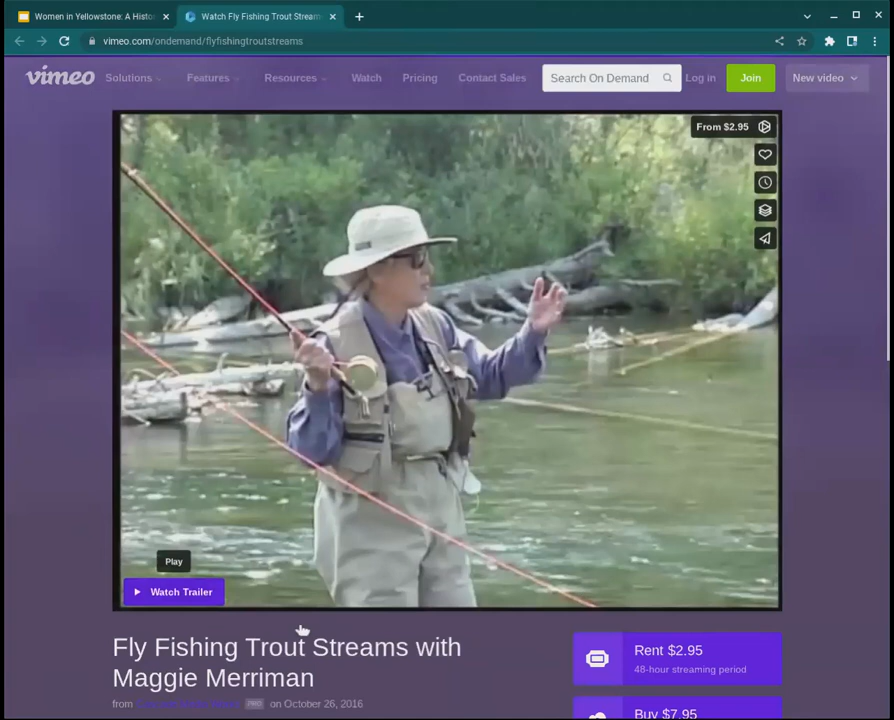 Women in Yellowstone: A Histo
Watch Fly Fishing Trout Stream
vimeo.com/ondemand/flyfishingtroutstreams
vimeo
Solutions
Features
Resources
Watch
Pricing
Contact Sales
Search On Demand
Log in
Join
New video
From $2.95
Play
Watch Trailer
Fly Fishing Trout Streams with
Maggie Merriman
from
PRO
on October 26, 2016
Rent $2.95
48-hour streaming period
Buy $7.95